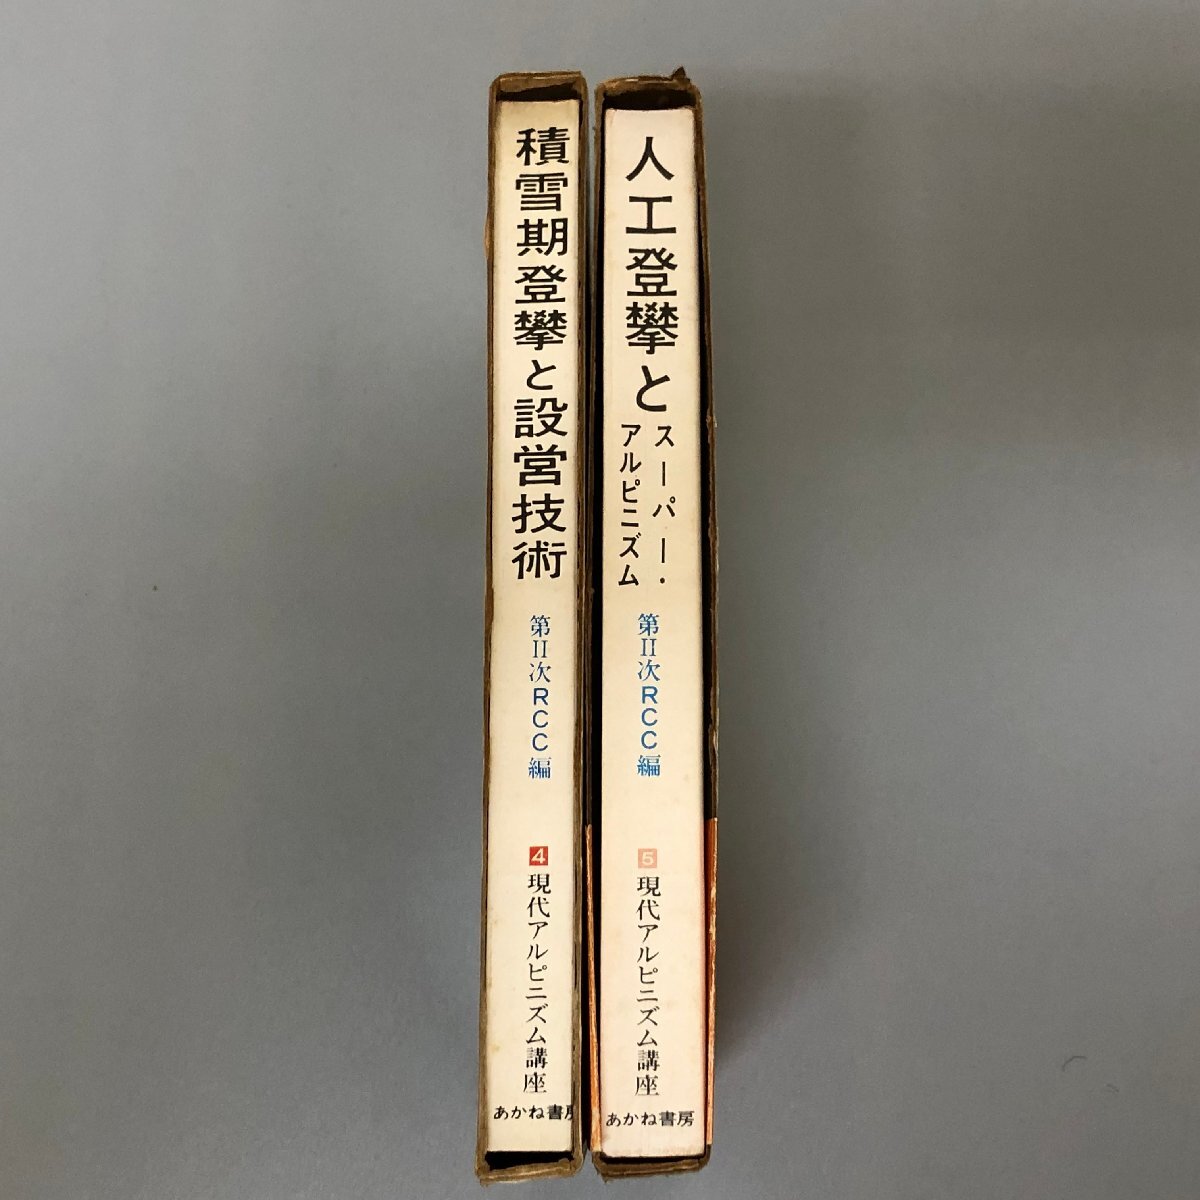 人工登攀と
スーパー・
アルピニズム
第II次RCC編
5
現代アルピニズム講座
あかね書房
積雪期登攀と設営技術
第II次RCC編
4
現代アルピニズム講座
あかね書房